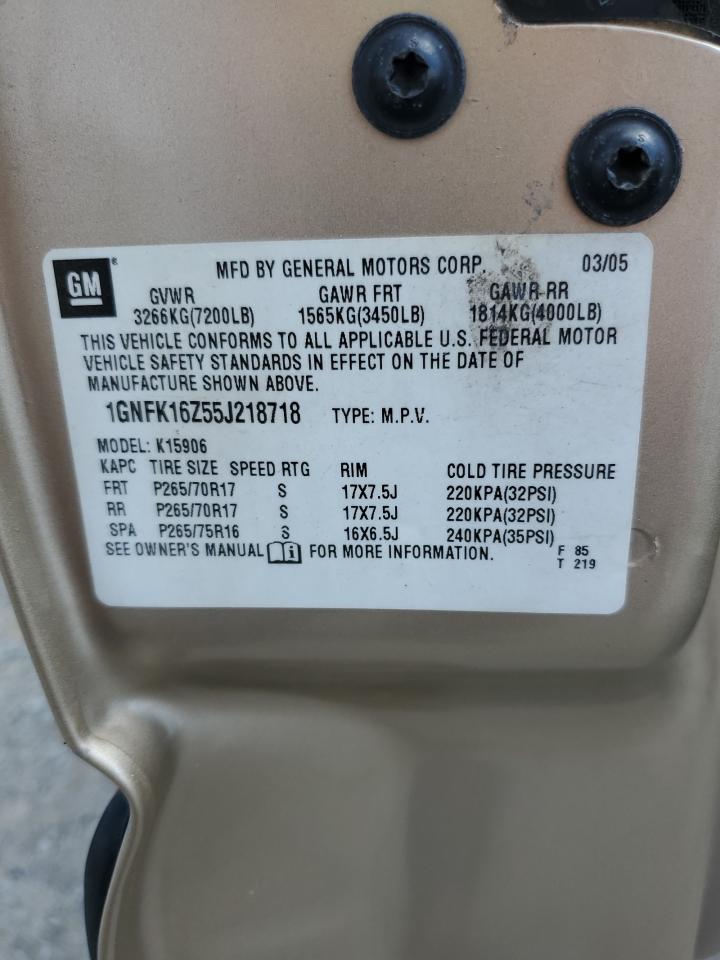 GM ® MFD BY GENERAL MOTORS CORP. 03/05
GVWR GAWR FRT GAWR RR
3266KG(7200LB) 1565KG(3450LB) 1814KG(4000LB)
THIS VEHICLE CONFORMS TO ALL APPLICABLE U.S. FEDERAL MOTOR
VEHICLE SAFETY STANDARDS IN EFFECT ON THE DATE OF
MANUFACTURE SHOWN ABOVE.
1GNFK16Z55J218718 TYPE: M.P.V.
MODEL: K15906
KAPC TIRE SIZE SPEED RTG RIM COLD TIRE PRESSURE
FRT P265/70R17 S 17X7.5J 220KPA(32PSI)
RR P265/70R17 S 17X7.5J 220KPA(32PSI)
SPA P265/75R16 S 16X6.5J 240KPA(35PSI)
SEE OWNER'S MANUAL i FOR MORE INFORMATION. F 85
T 219